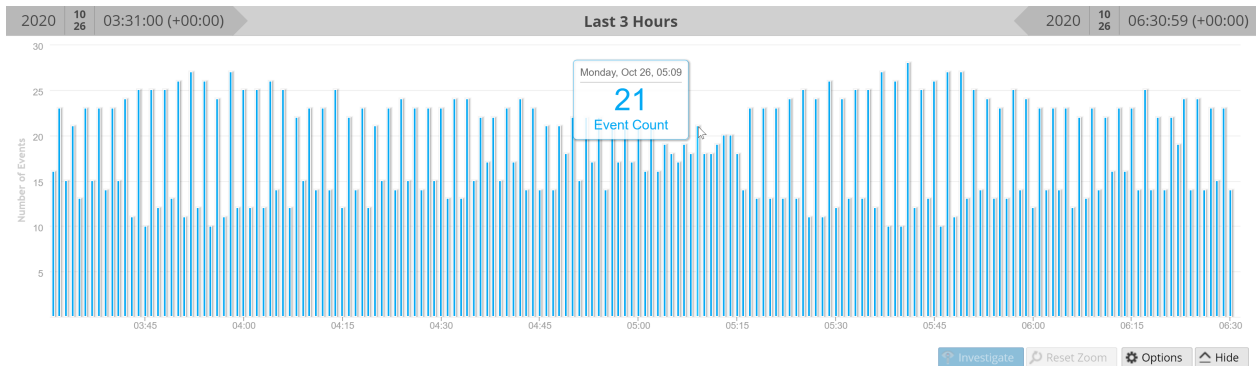 2020 10 26 03:31:00 (+00:00) Last 3 Hours 2020 10 26 06:30:59 (+00:00)
30
25
20
15
10
5
Number of Events
Monday, Oct 26, 05:09
21
Event Count
03:45 04:00 04:15 04:30 04:45 05:00 05:15 05:30 05:45 06:00 06:15 06:30
Investigate Reset Zoom Options Hide